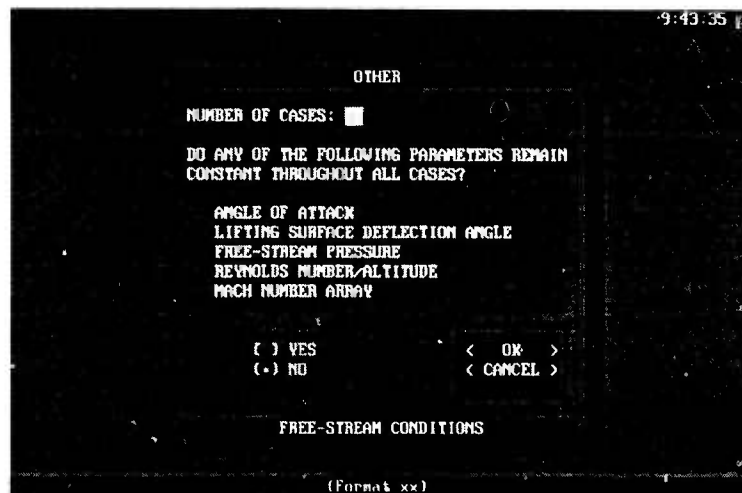 9:43:35
OTHER
NUMBER OF CASES:
DO ANY OF THE FOLLOWING PARAMETERS REMAIN
CONSTANT THROUGHOUT ALL CASES?
ANGLE OF ATTACK
LIFTING SURFACE DEFLECTION ANGLE
FREE-STREAM PRESSURE
REYNOLDS NUMBER/ALTITUDE
MACH NUMBER ARRAY
( ) YES < OK >
(•) NO < CANCEL >
FREE-STREAM CONDITIONS
(Format xx)